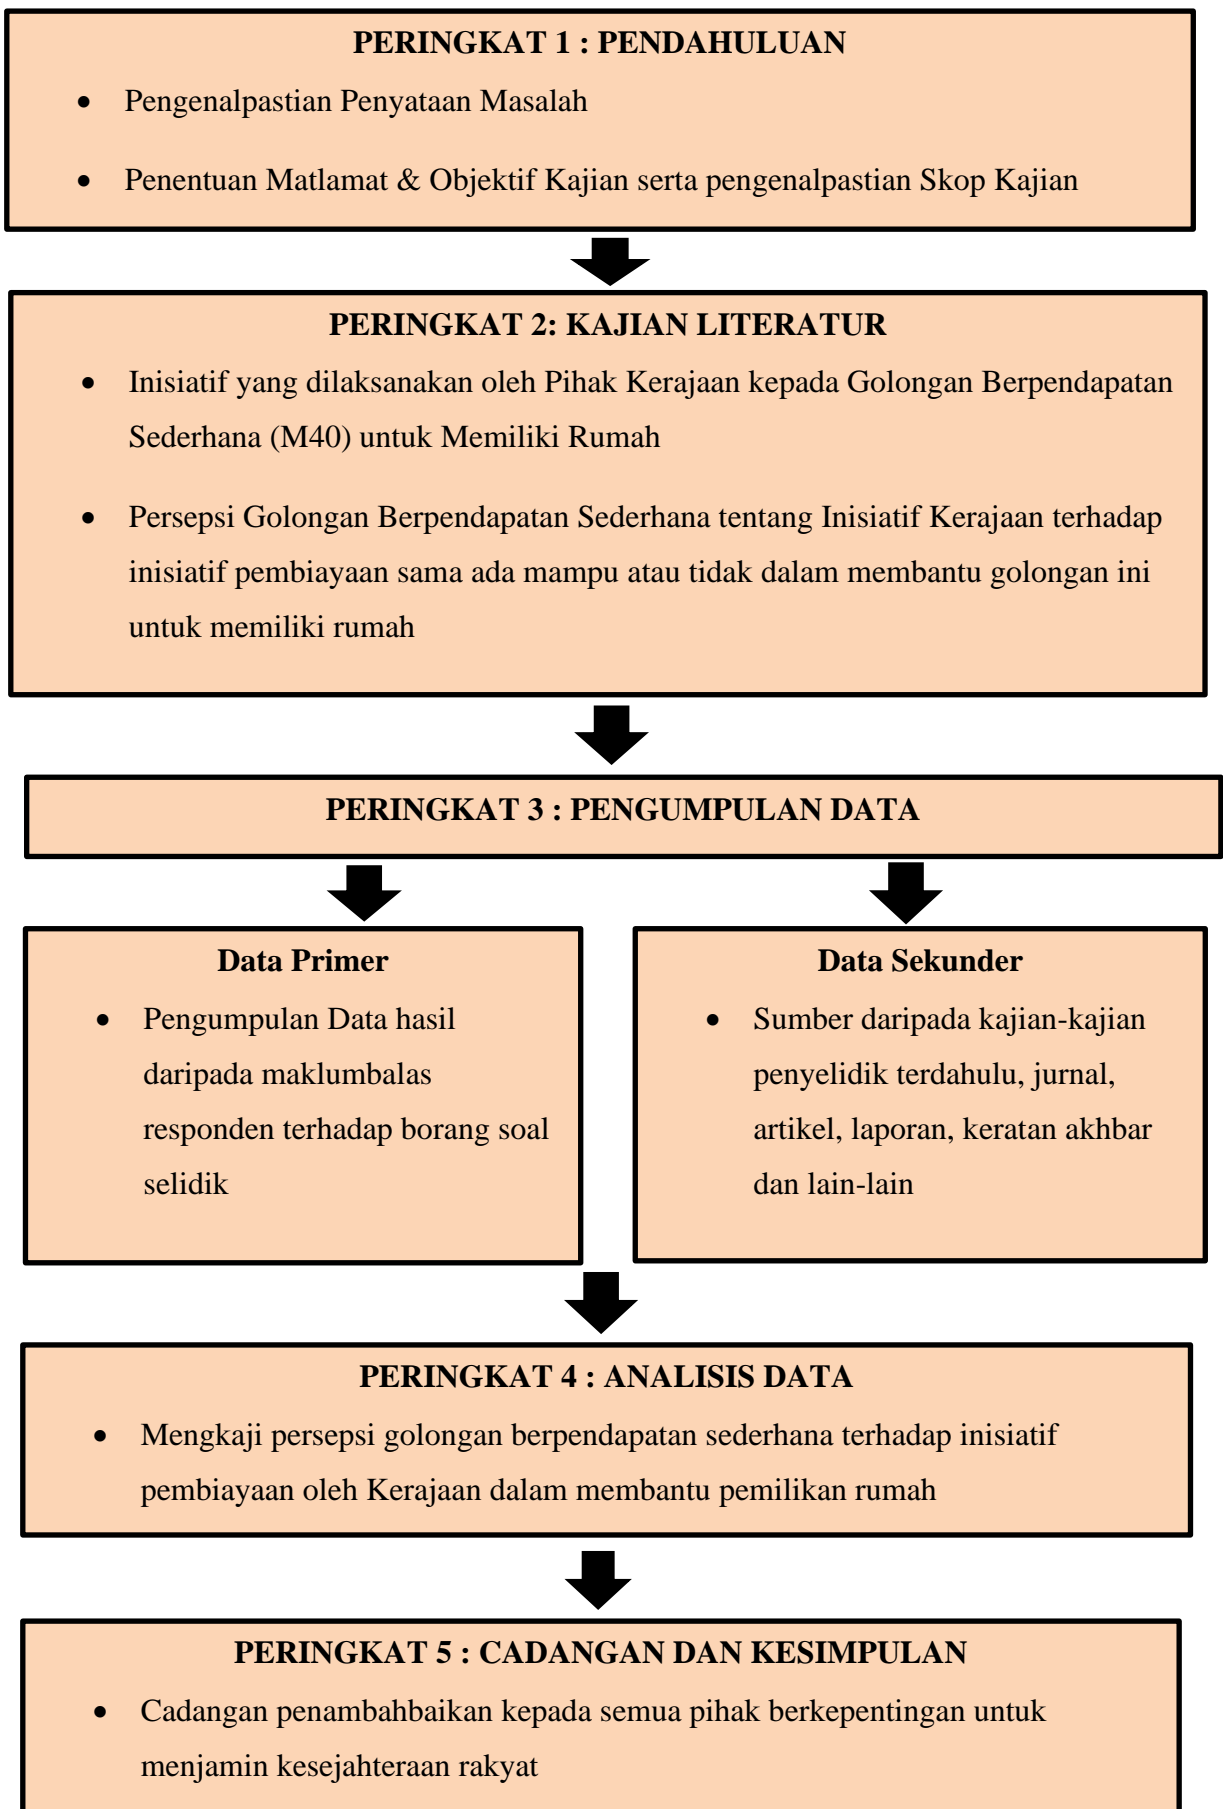 PERINGKAT 1 : PENDAHULUAN
• Pengenalpastian Penyataan Masalah
• Penentuan Matlamat & Objektif Kajian serta pengenalpastian Skop Kajian
PERINGKAT 2: KAJIAN LITERATUR
• Inisiatif yang dilaksanakan oleh Pihak Kerajaan kepada Golongan Berpendapatan
Sederhana (M40) untuk Memiliki Rumah
• Persepsi Golongan Berpendapatan Sederhana tentang Inisiatif Kerajaan terhadap
inisiatif pembiayaan sama ada mampu atau tidak dalam membantu golongan ini
untuk memiliki rumah
PERINGKAT 3 : PENGUMPULAN DATA
Data Primer
• Pengumpulan Data hasil
daripada maklumbalas
responden terhadap borang soal
selidik
Data Sekunder
• Sumber daripada kajian-kajian
penyelidik terdahulu, jurnal,
artikel, laporan, keratan akhbar
dan lain-lain
PERINGKAT 4 : ANALISIS DATA
• Mengkaji persepsi golongan berpendapatan sederhana terhadap inisiatif
pembiayaan oleh Kerajaan dalam membantu pemilikan rumah
PERINGKAT 5 : CADANGAN DAN KESIMPULAN
• Cadangan penambahbaikan kepada semua pihak berkepentingan untuk
menjamin kesejahteraan rakyat